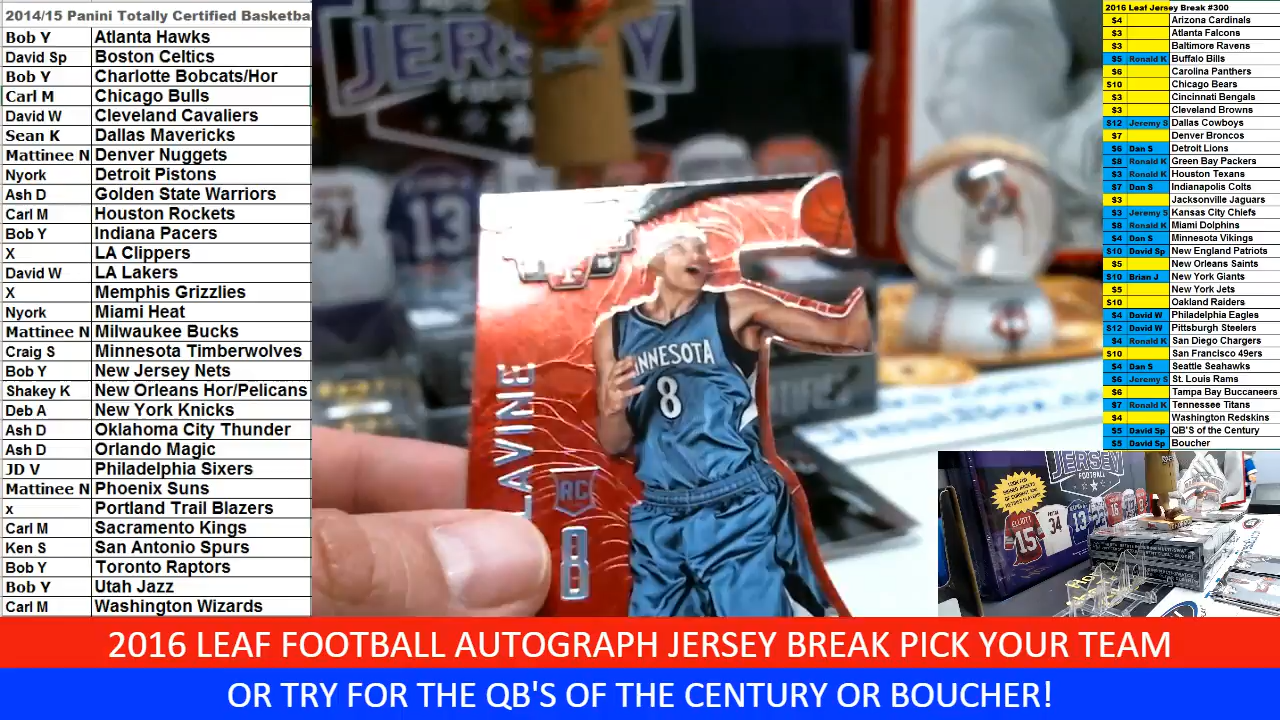 2014/15 Panini Totally Certified Basketba
Bob Y Atlanta Hawks
David Sp Boston Celtics
Bob Y Charlotte Bobcats/Hor
Carl M Chicago Bulls
David W Cleveland Cavaliers
Sean K Dallas Mavericks
Mattinee N Denver Nuggets
Nyork Detroit Pistons
Ash D Golden State Warriors
Carl M Houston Rockets
Bob Y Indiana Pacers
X LA Clippers
David W LA Lakers
X Memphis Grizzlies
Nyork Miami Heat
Mattinee N Milwaukee Bucks
Craig S Minnesota Timberwolves
Bob Y New Jersey Nets
Shakey K New Orleans Hor/Pelicans
Deb A New York Knicks
Ash D Oklahoma City Thunder
Ash D Orlando Magic
JD V Philadelphia Sixers
Mattinee N Phoenix Suns
x Portland Trail Blazers
Carl M Sacramento Kings
Ken S San Antonio Spurs
Bob Y Toronto Raptors
Bob Y Utah Jazz
Carl M Washington Wizards
JERSEY
34
13
LAVINE
RC
8
INNESOTA
8
2016 Leaf Jersey Break #300
$4 Arizona Cardinals
$3 Atlanta Falcons
$3 Baltimore Ravens
$5 Ronald K Buffalo Bills
$6 Carolina Panthers
$10 Chicago Bears
$3 Cincinnati Bengals
$3 Cleveland Browns
$12 Jeremy S Dallas Cowboys
$7 Denver Broncos
$6 Dan S Detroit Lions
$8 Ronald K Green Bay Packers
$3 Ronald K Houston Texans
$7 Dan S Indianapolis Colts
$3 Jacksonville Jaguars
$3 Jeremy S Kansas City Chiefs
$8 Ronald K Miami Dolphins
$4 Dan S Minnesota Vikings
$10 David Sp New England Patriots
$5 New Orleans Saints
$10 Brian J New York Giants
$5 New York Jets
$10 Oakland Raiders
$4 David W Philadelphia Eagles
$12 David W Pittsburgh Steelers
$4 Ronald K San Diego Chargers
$10 San Francisco 49ers
$4 Dan S Seattle Seahawks
$6 Jeremy S St. Louis Rams
$6 Tampa Bay Buccaneers
$7 Ronald K Tennessee Titans
$4 Washington Redskins
$5 David Sp QB'S of the Century
$5 David Sp Boucher
JERSEY
FOOTBALL
ELLIOTT
15
34
13
2016 LEAF FOOTBALL AUTOGRAPH JERSEY BREAK PICK YOUR TEAM
OR TRY FOR THE QB'S OF THE CENTURY OR BOUCHER!